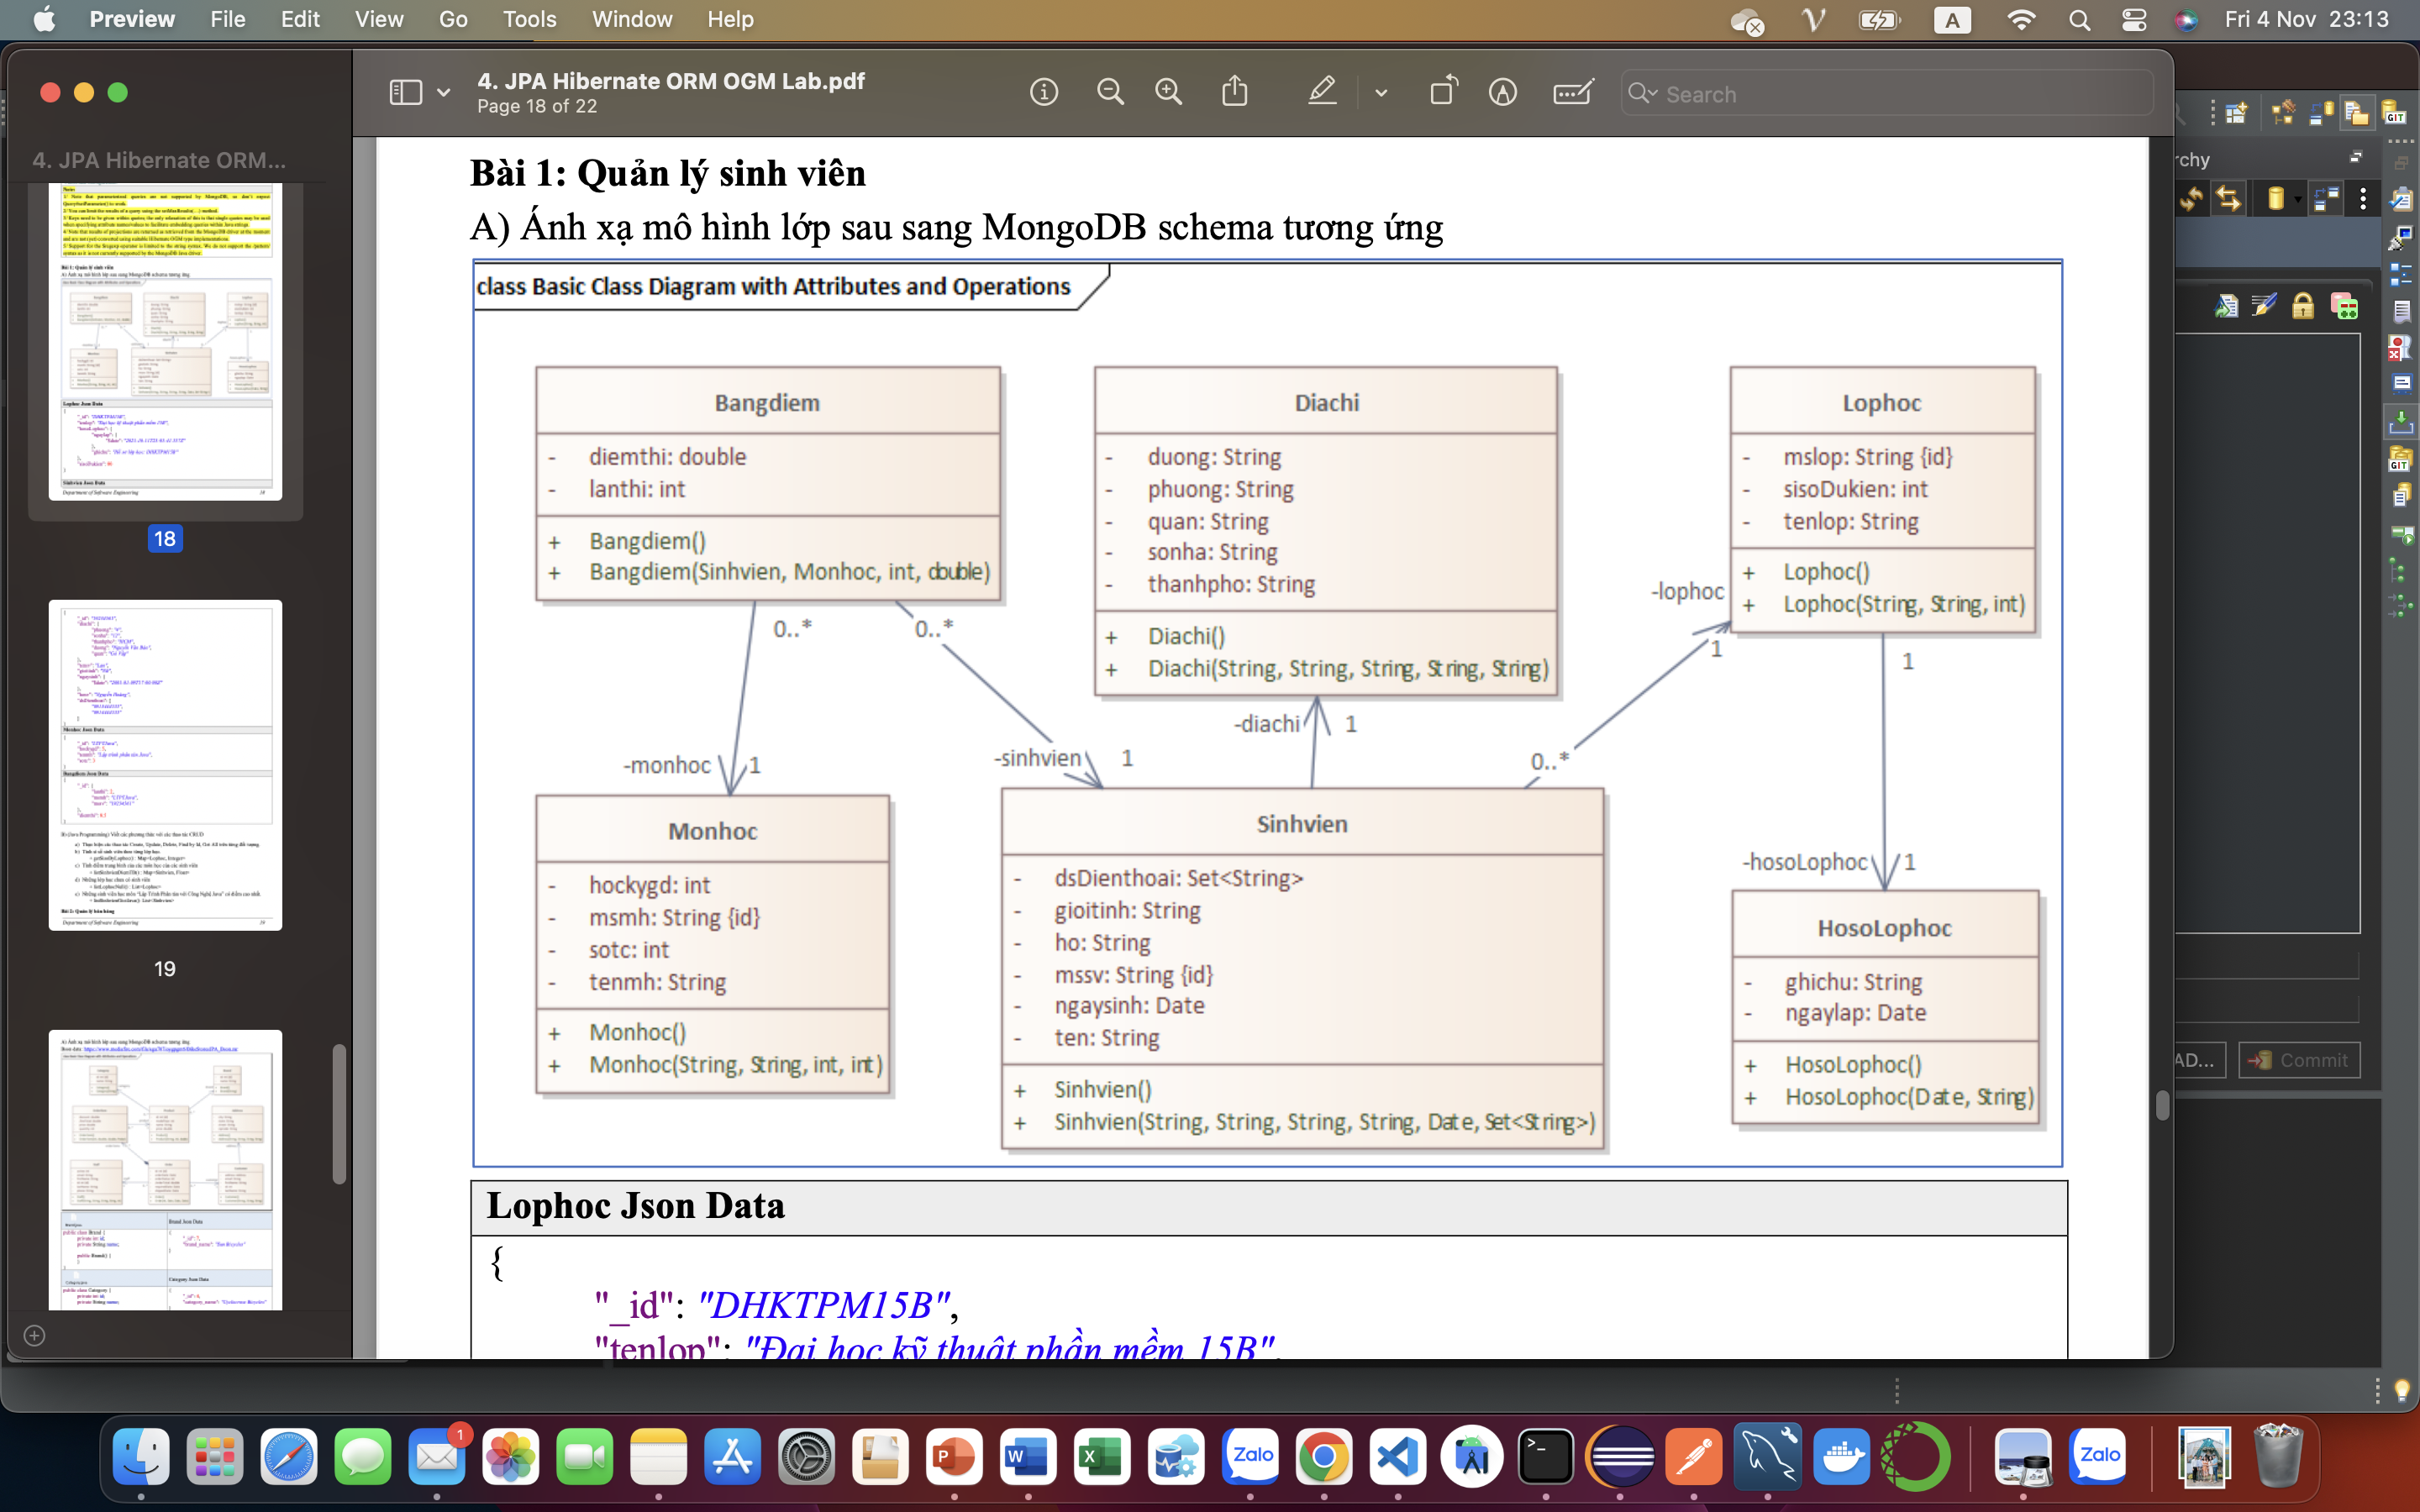 Preview File Edit View Go Tools Window Help
A
Fri 4 Nov 23:13
4. JPA Hibernate ORM OGM Lab.pdf
Page 18 of 22
Search
4. JPA Hibernate ORM...
18
19
Bài 1: Quản lý sinh viên
A) Ánh xạ mô hình lớp sau sang MongoDB schema tương ứng
class Basic Class Diagram with Attributes and Operations
Bangdiem
- diemthi: double
- lanthi: int
+ Bangdiem()
+ Bangdiem(Sinhvien, Monhoc, int, double)
Diachi
- duong: String
- phuong: String
- quan: String
- sonha: String
- thanhpho: String
+ Diachi()
+ Diachi(String, String, String, String, String)
Lophoc
- mslop: String {id}
- sisoDukien: int
- tenlop: String
+ Lophoc()
+ Lophoc(String, String, int)
0..*
0..*
-lophoc
1
1
-monhoc
1
-sinhvien
1
-diachi
1
0..*
-hosoLophoc
1
Monhoc
- hockygd: int
- msmh: String {id}
- sotc: int
- tenmh: String
+ Monhoc()
+ Monhoc(String, String, int, int)
Sinhvien
- dsDienthoai: Set<String>
- gioitinh: String
- ho: String
- mssv: String {id}
- ngaysinh: Date
- ten: String
+ Sinhvien()
+ Sinhvien(String, String, String, String, Date, Set<String>)
HosoLophoc
- ghichu: String
- ngaylap: Date
+ HosoLophoc()
+ HosoLophoc(Date, String)
Lophoc Json Data
{
"_id": "DHKTPM15B",
"tenlop": "Đại học kỹ thuật phần mềm 15B",
rchy
GIT
GIT
AD...
Commit
1
P
W
X
Zalo
Zalo